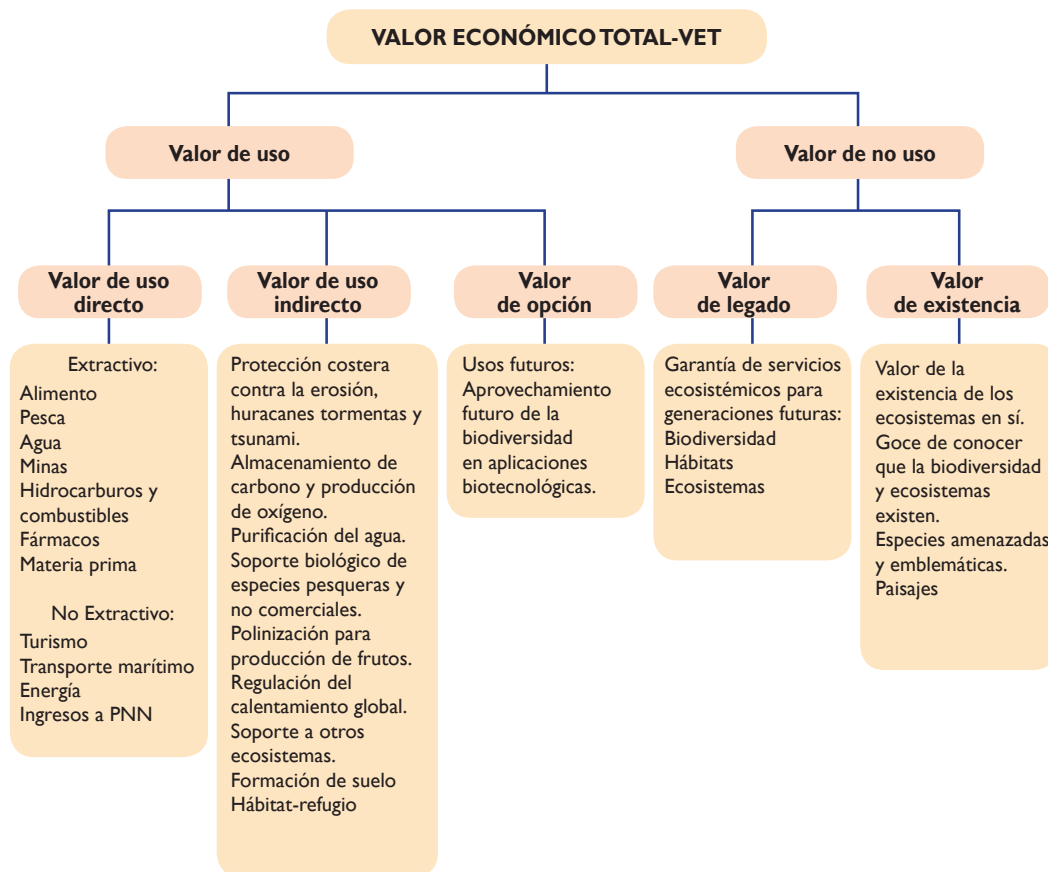 VALOR ECONÓMICO TOTAL-VET
Valor de uso
Valor de no uso
Valor de uso
directo
Valor de uso
indirecto
Valor
de opción
Valor
de legado
Valor
de existencia
Extractivo:
Alimento
Pesca
Agua
Minas
Hidrocarburos y
combustibles
Fármacos
Materia prima
No Extractivo:
Turismo
Transporte marítimo
Energía
Ingresos a PNN
Protección costera
contra la erosión,
huracanes tormentas y
tsunami.
Almacenamiento de
carbono y producción
de oxígeno.
Purificación del agua.
Soporte biológico de
especies pesqueras y
no comerciales.
Polinización para
producción de frutos.
Regulación del
calentamiento global.
Soporte a otros
ecosistemas.
Formación de suelo
Hábitat-refugio
Usos futuros:
Aprovechamiento
futuro de la
biodiversidad
en aplicaciones
biotecnológicas.
Garantía de servicios
ecosistémicos para
generaciones futuras:
Biodiversidad
Hábitats
Ecosistemas
Valor de la
existencia de los
ecosistemas en sí.
Goce de conocer
que la biodiversidad
y ecosistemas
existen.
Especies amenazadas
y emblemáticas.
Paisajes